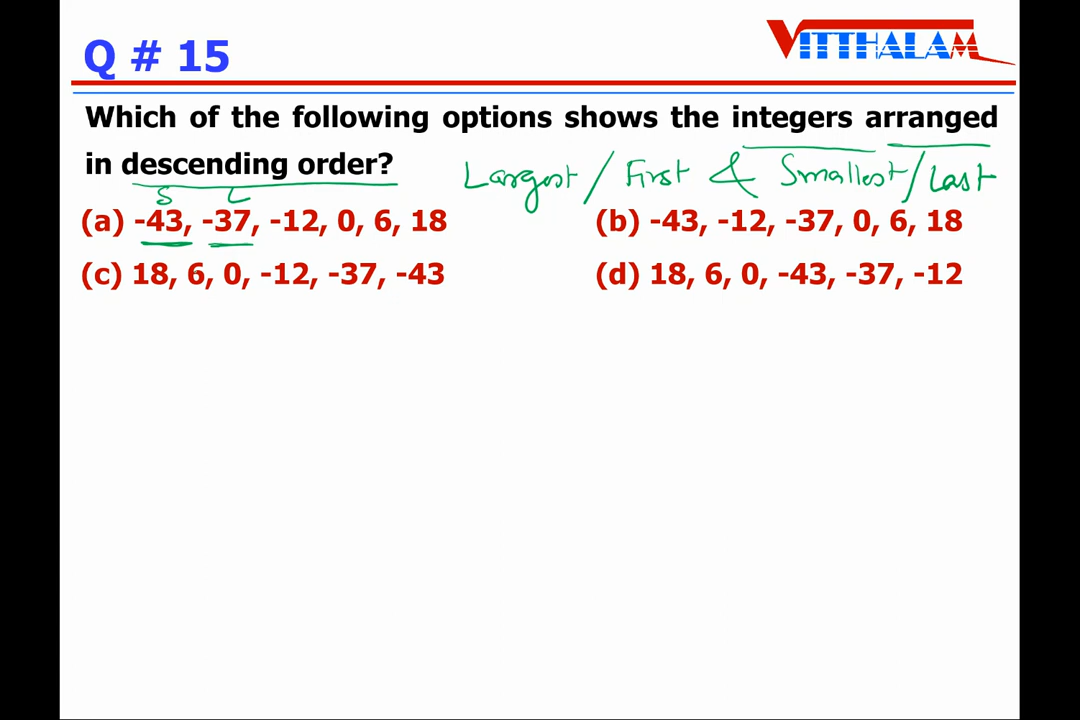 Q # 15
VITTHALAM
Which of the following options shows the integers arranged
in descending order?
Largest / First & Smallest / Last
S L
(a) -43, -37, -12, 0, 6, 18
(b) -43, -12, -37, 0, 6, 18
(c) 18, 6, 0, -12, -37, -43
(d) 18, 6, 0, -43, -37, -12